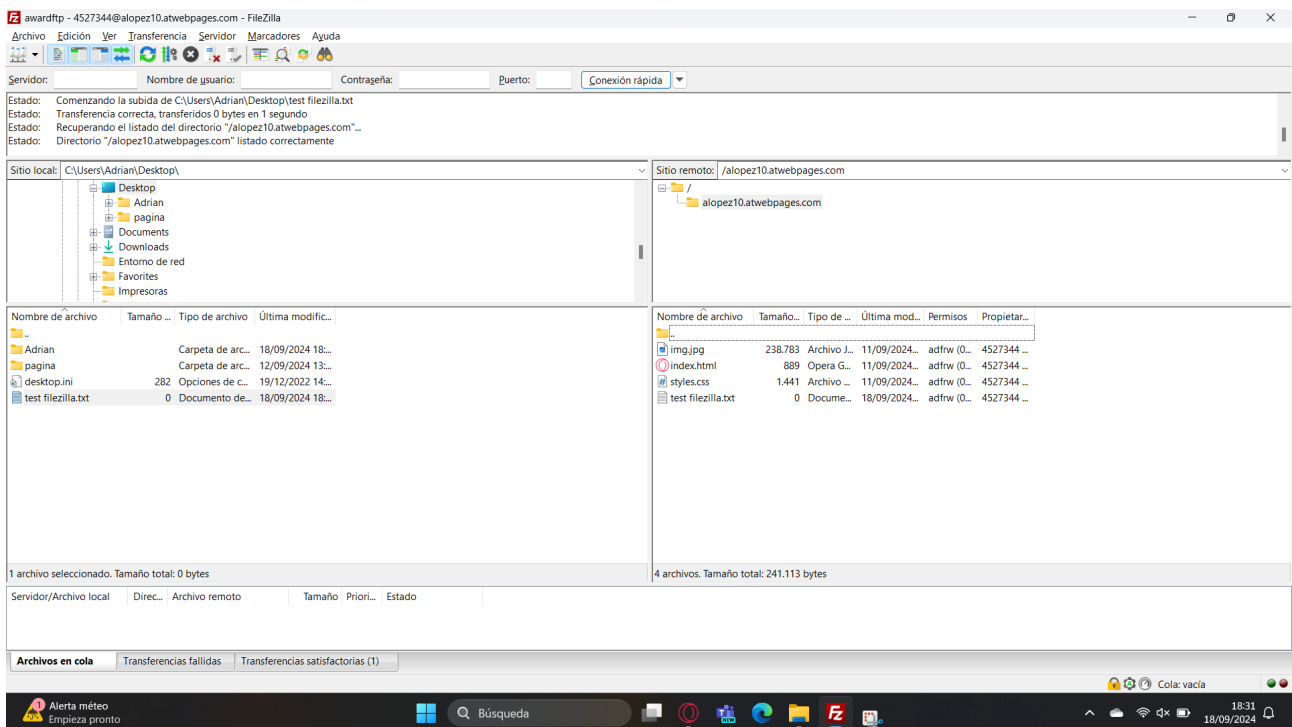 awardftp - 4527344@alopez10.atwebpages.com - FileZilla
Archivo Edición Ver Transferencia Servidor Marcadores Ayuda
Servidor: Nombre de usuario: Contraseña: Puerto: Conexión rápida
Estado: Comenzando la subida de C:\Users\Adrian\Desktop\test filezilla.txt
Estado: Transferencia correcta, transferidos 0 bytes en 1 segundo
Estado: Recuperando el listado del directorio "/alopez10.atwebpages.com"...
Estado: Directorio "/alopez10.atwebpages.com" listado correctamente
Sitio local: C:\Users\Adrian\Desktop\
Desktop
Adrian
pagina
Documents
Downloads
Entorno de red
Favorites
Impresoras
Sitio remoto: /alopez10.atwebpages.com
/
alopez10.atwebpages.com
Nombre de archivo Tamaño ... Tipo de archivo Última modific...
..
Adrian Carpeta de arc... 18/09/2024 18:...
pagina Carpeta de arc... 12/09/2024 13:...
desktop.ini 282 Opciones de c... 19/12/2022 14:...
test filezilla.txt 0 Documento de... 18/09/2024 18:...
1 archivo seleccionado. Tamaño total: 0 bytes
Nombre de archivo Tamaño... Tipo de ... Última mod... Permisos Propietar...
..
img.jpg 238.783 Archivo J... 11/09/2024... adfrw (0... 4527344 ...
index.html 889 Opera G... 11/09/2024... adfrw (0... 4527344 ...
styles.css 1.441 Archivo ... 11/09/2024... adfrw (0... 4527344 ...
test filezilla.txt 0 Docume... 18/09/2024... adfrw (0... 4527344 ...
4 archivos. Tamaño total: 241.113 bytes
Servidor/Archivo local Direc... Archivo remoto Tamaño Priori... Estado
Archivos en cola Transferencias fallidas Transferencias satisfactorias (1)
Cola: vacía
1
Alerta méteo
Empieza pronto
Búsqueda
18:31
18/09/2024